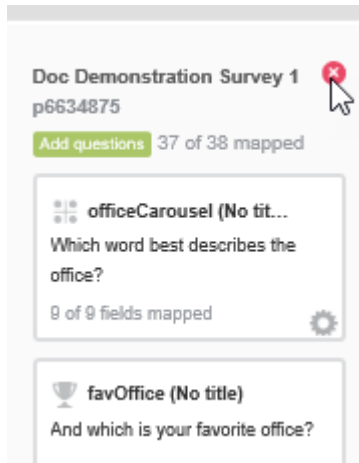 Doc Demonstration Survey 1
p6634875
Add questions 37 of 38 mapped
officeCarousel (No tit...
Which word best describes the
office?
9 of 9 fields mapped
favOffice (No title)
And which is your favorite office?